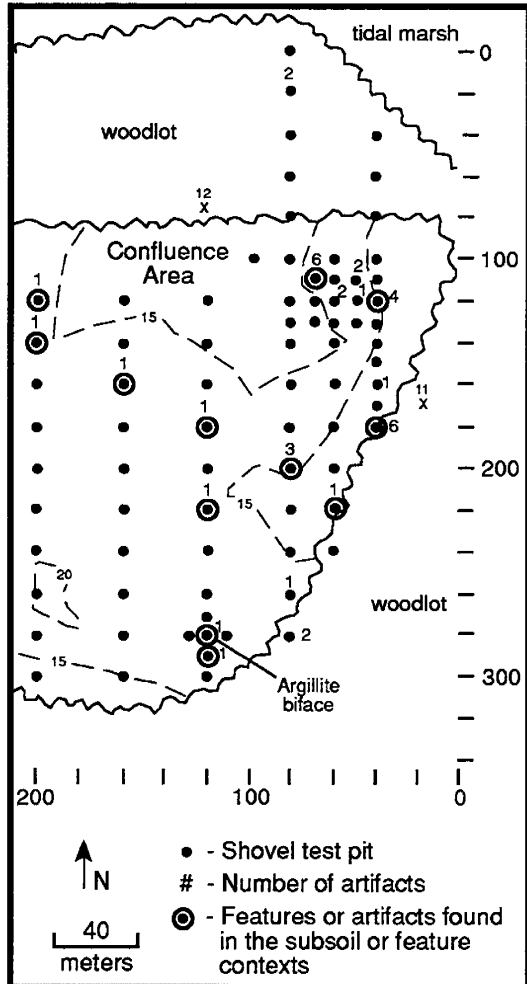 tidal marsh
0
2
woodlot
12
x
Confluence Area
100
1
6
2
2
1
4
1
15
1
1
11
x
1
6
3
200
1
15
1
20
1
woodlot
1
2
1
15
300
Argillite
biface
200
100
0
N
40
meters
• - Shovel test pit
# - Number of artifacts
- Features or artifacts found
in the subsoil or feature
contexts